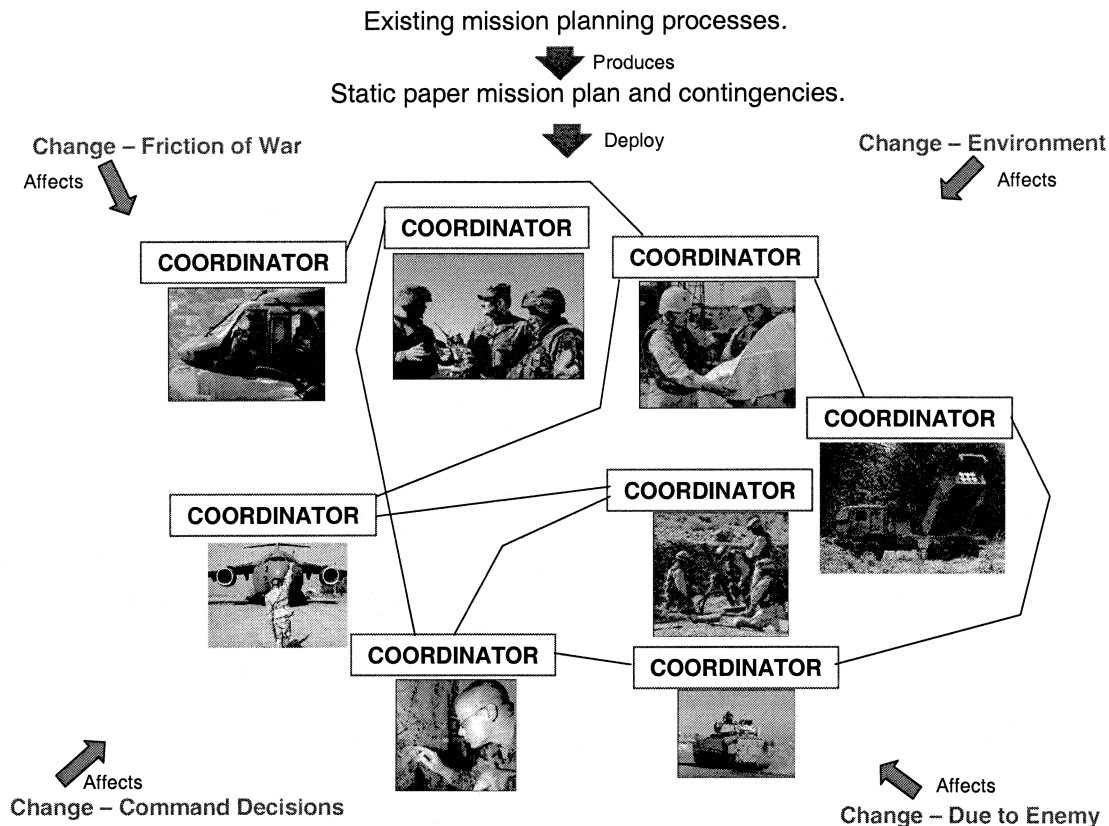 Existing mission planning processes.
Produces
Static paper mission plan and contingencies.
Deploy
Change – Friction of War
Affects
Change – Environment
Affects
COORDINATOR
COORDINATOR
COORDINATOR
COORDINATOR
COORDINATOR
COORDINATOR
COORDINATOR
COORDINATOR
Affects
Change – Command Decisions
Affects
Change – Due to Enemy